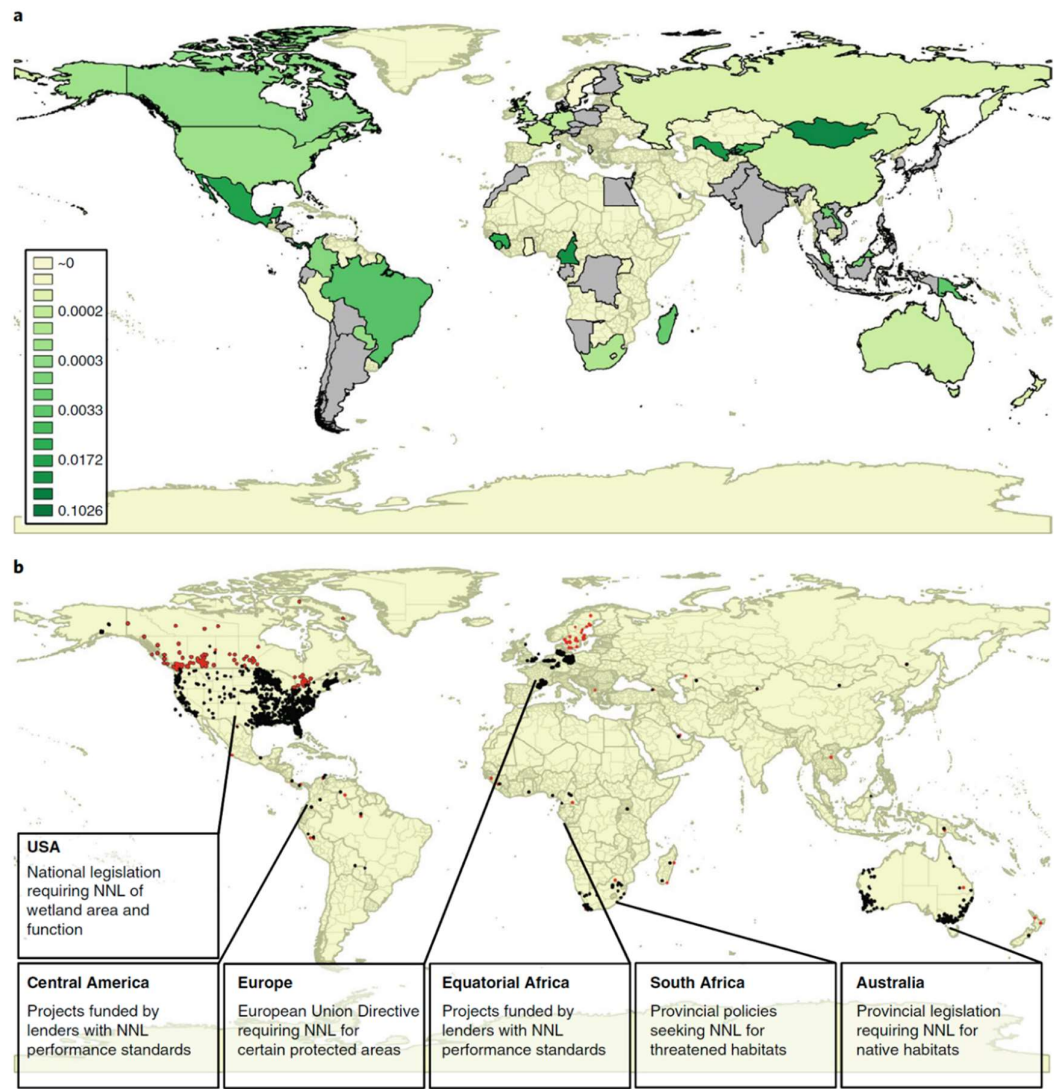 a
~0
0.0002
0.0003
0.0033
0.0172
0.1026
b
USA
National legislation
requiring NNL of
wetland area and
function
Central America
Projects funded by
lenders with NNL
performance standards
Europe
European Union Directive
requiring NNL for
certain protected areas
Equatorial Africa
Projects funded by
lenders with NNL
performance standards
South Africa
Provincial policies
seeking NNL for
threatened habitats
Australia
Provincial legislation
requiring NNL for
native habitats